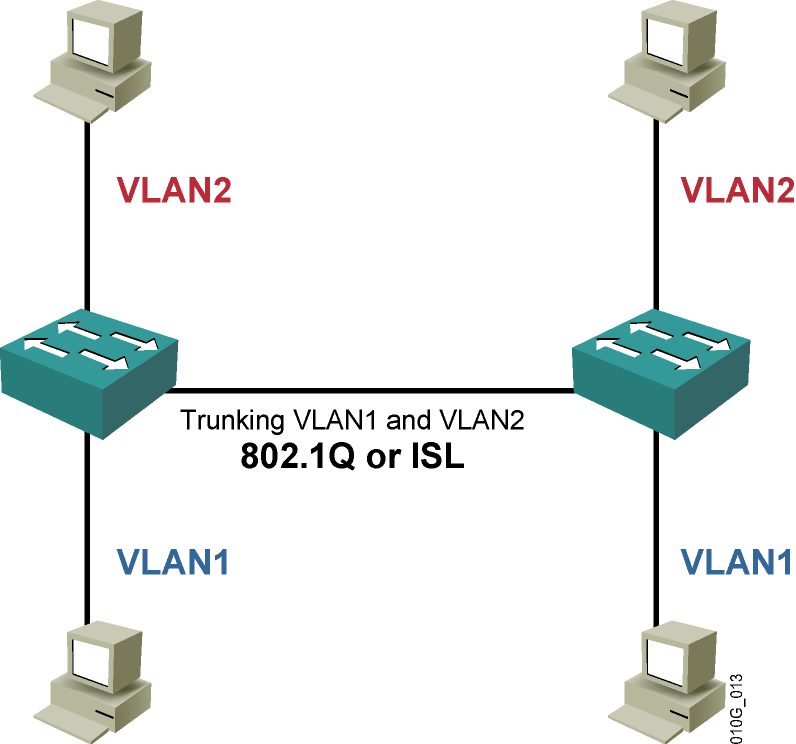 VLAN2
VLAN2
Trunking VLAN1 and VLAN2
802.1Q or ISL
VLAN1
VLAN1
010G_013